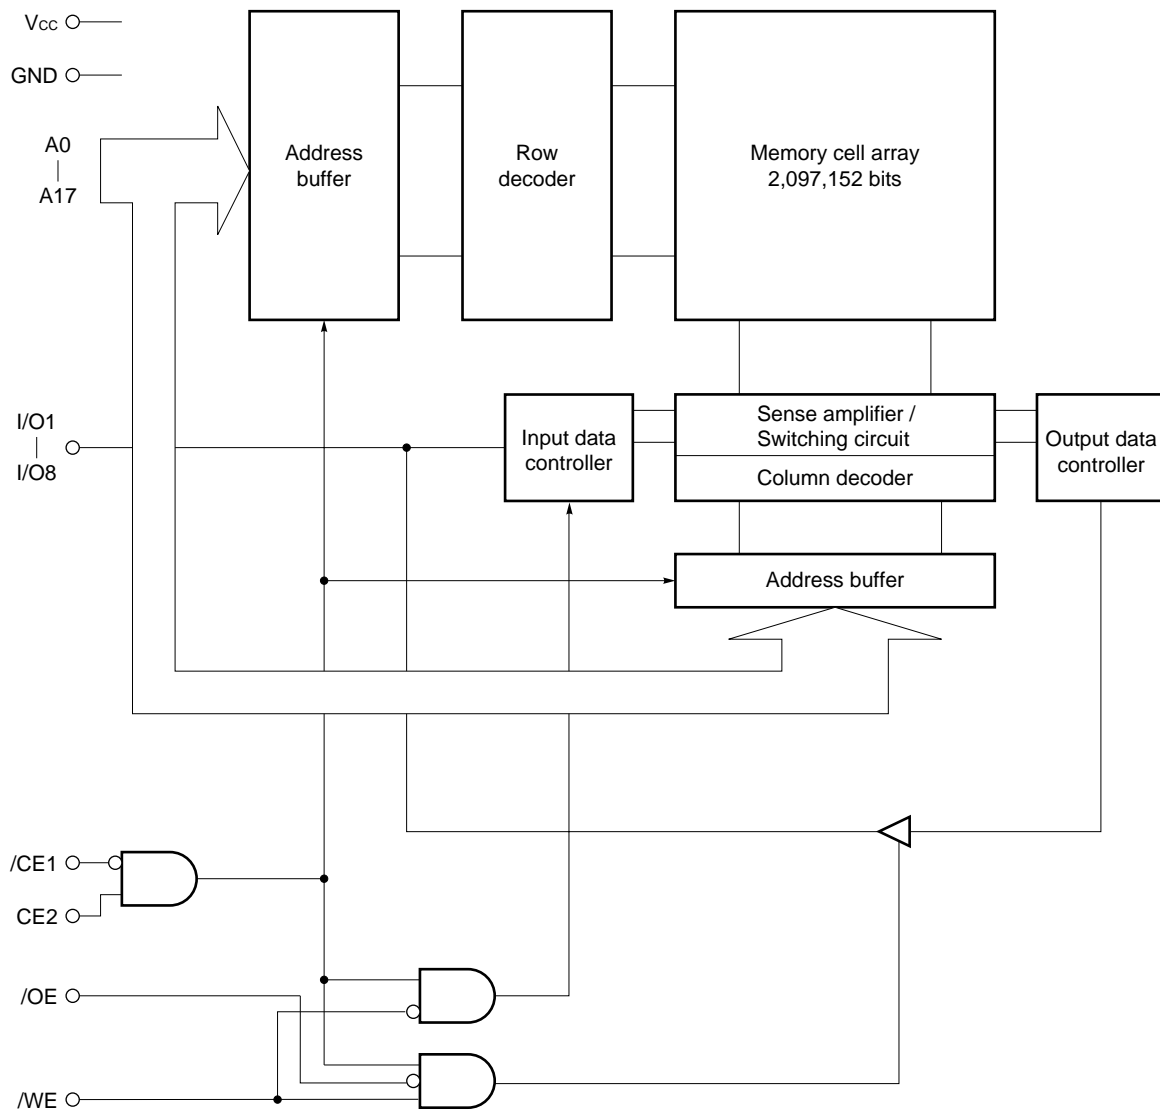 Vcc
GND
A0
A17
Address
buffer
Row
decoder
Memory cell array
2,097,152 bits
I/O1
I/O8
Input data
controller
Sense amplifier /
Switching circuit
Column decoder
Output data
controller
Address buffer
/CE1
CE2
/OE
/WE